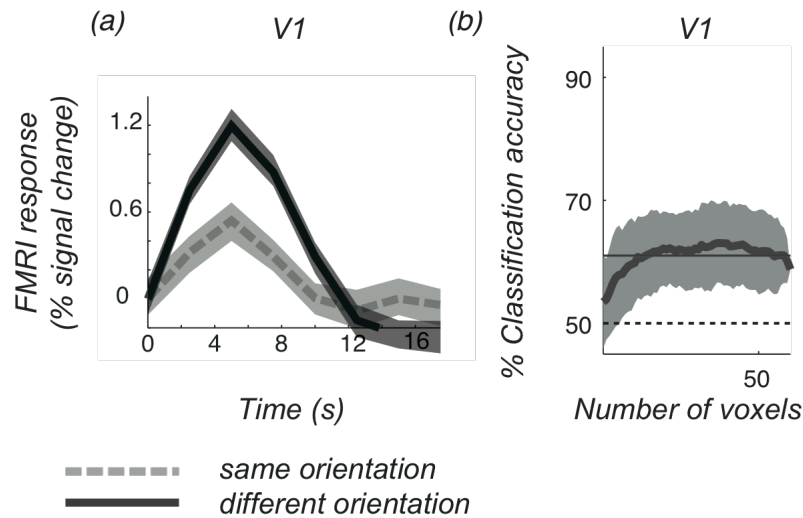 (a)
V1
FMRI response
(% signal change)
1.2
0.6
0
0 4 8 12 16
Time (s)
(b)
V1
% Classification accuracy
90
70
50
50
Number of voxels
same orientation
different orientation